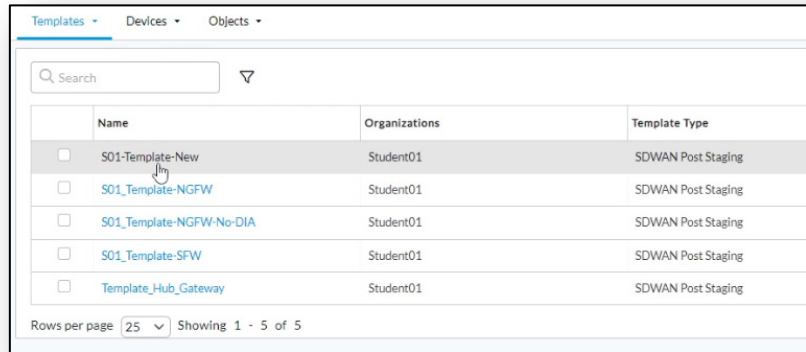 Templates Devices Objects
Search
Name Organizations Template Type
S01-Template-New Student01 SDWAN Post Staging
S01_Template-NGFW Student01 SDWAN Post Staging
S01_Template-NGFW-No-DIA Student01 SDWAN Post Staging
S01_Template-SFW Student01 SDWAN Post Staging
Template_Hub_Gateway Student01 SDWAN Post Staging
Rows per page 25 Showing 1 - 5 of 5